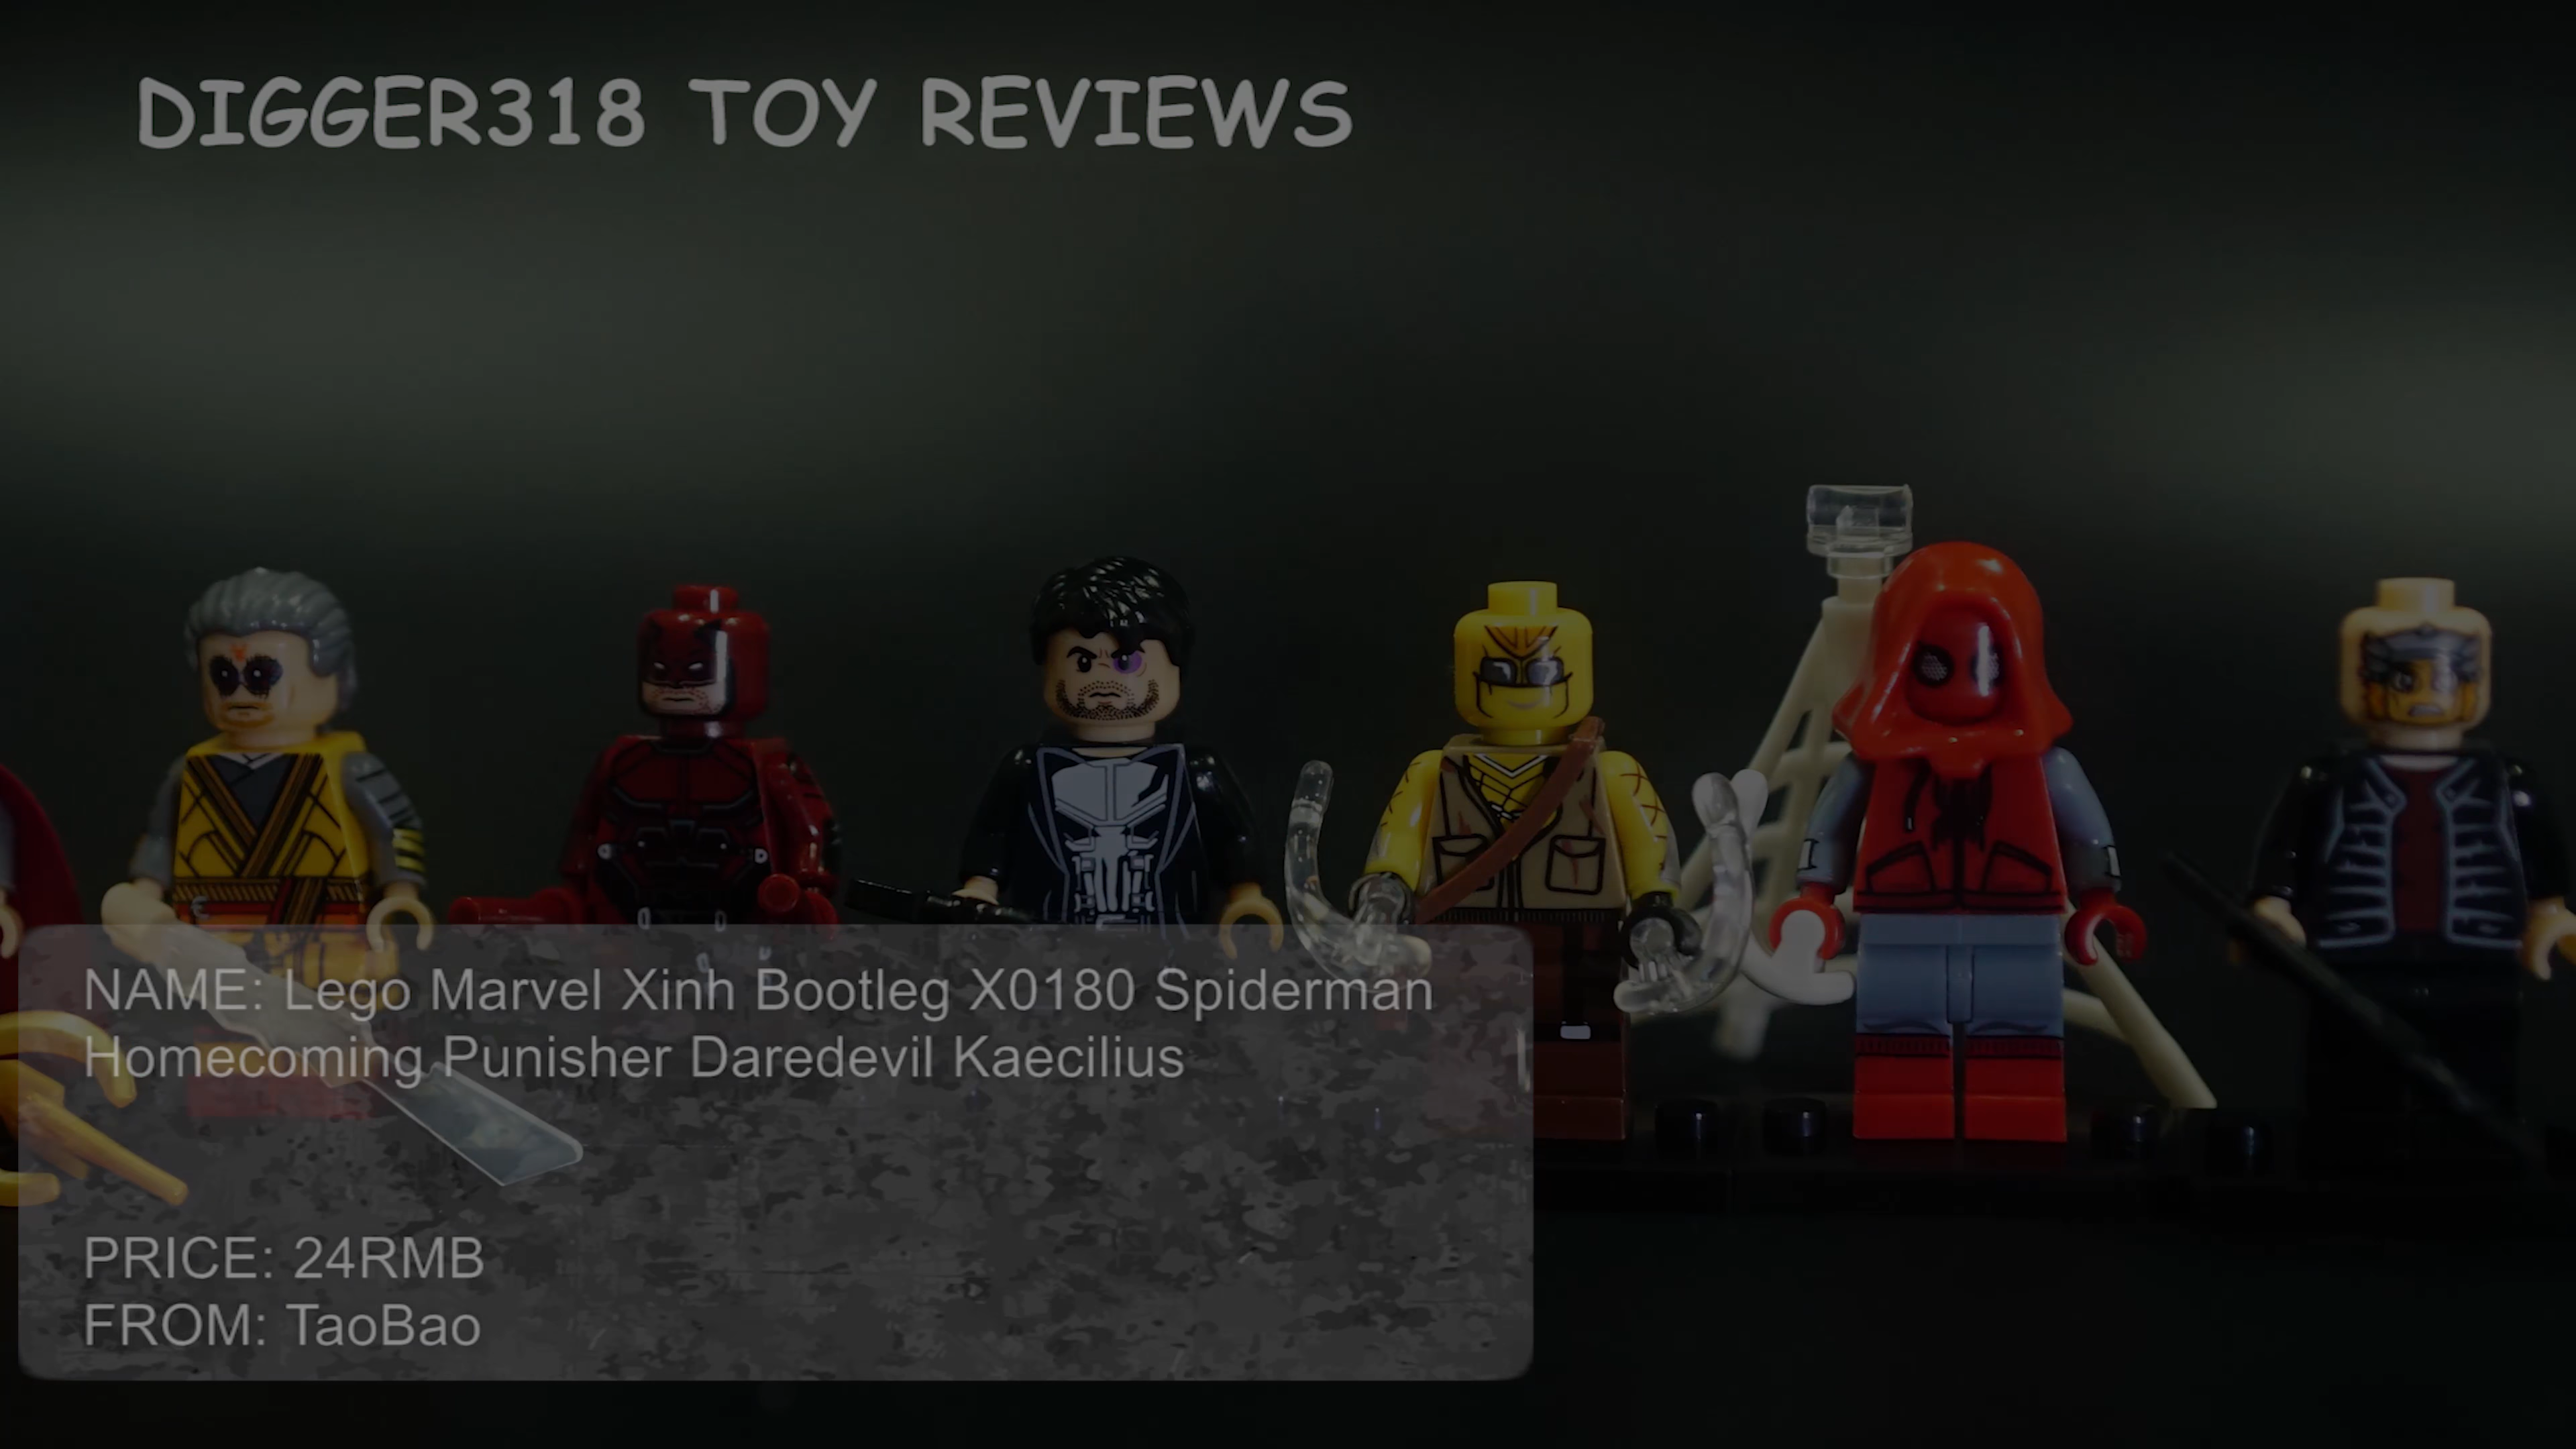 DIGGER318 TOY REVIEWS
NAME: Lego Marvel Xinh Bootleg X0180 Spiderman
Homecoming Punisher Daredevil Kaecilius
PRICE: 24RMB
FROM: TaoBao